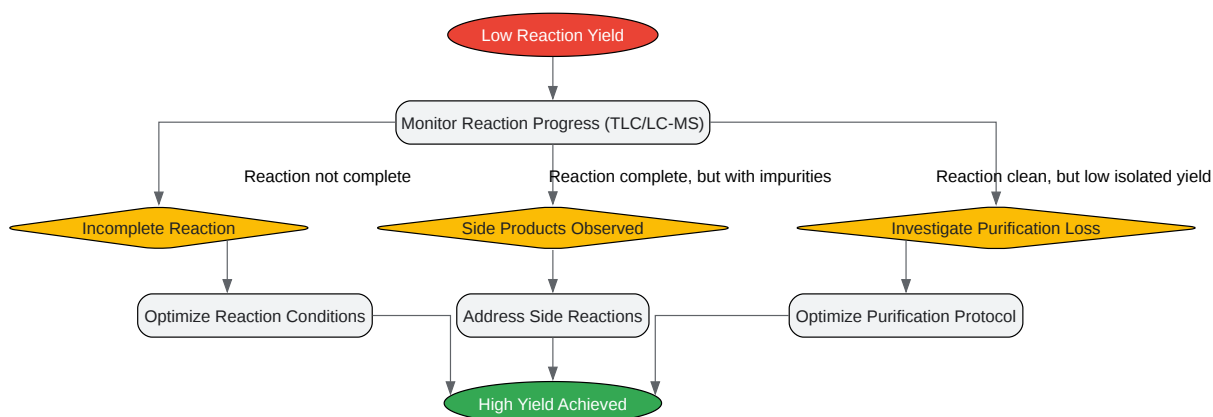 Low Reaction Yield
Monitor Reaction Progress (TLC/LC-MS)
Reaction not complete
Reaction complete, but with impurities
Reaction clean, but low isolated yield
Incomplete Reaction
Side Products Observed
Investigate Purification Loss
Optimize Reaction Conditions
Address Side Reactions
Optimize Purification Protocol
High Yield Achieved